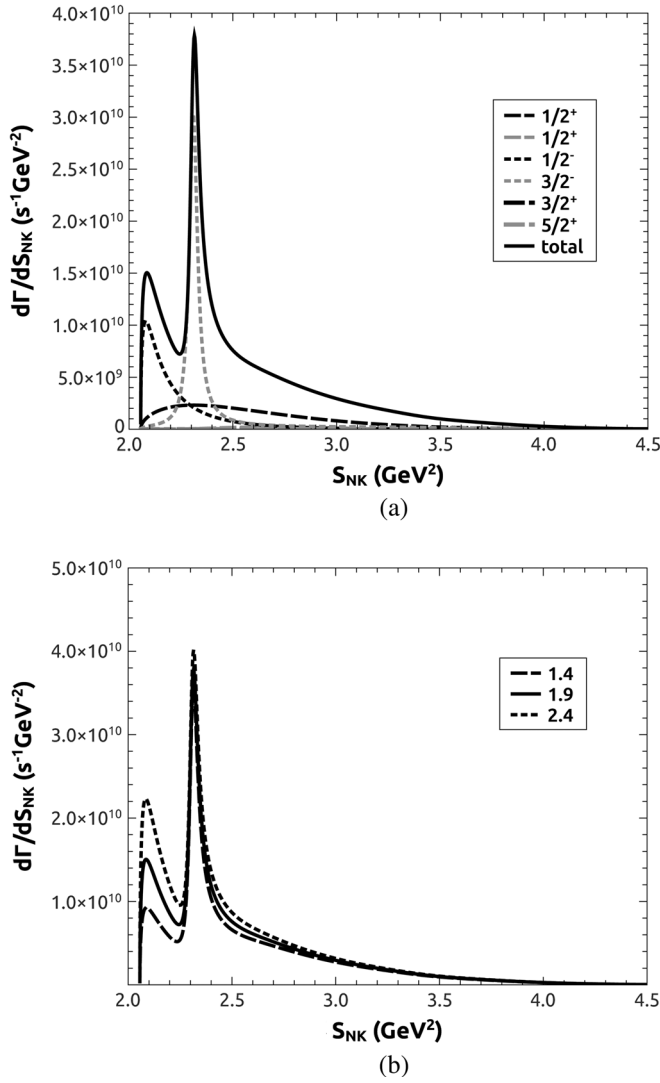 4.0×10¹⁰
3.5×10¹⁰
3.0×10¹⁰
2.5×10¹⁰
2.0×10¹⁰
1.5×10¹⁰
1.0×10¹⁰
5.0×10⁹
0
dΓ/dS_NK (s⁻¹GeV⁻²)
1/2⁺
1/2⁺
1/2⁻
3/2⁻
3/2⁺
5/2⁺
total
2.0 2.5 3.0 3.5 4.0 4.5
S_NK (GeV²)
(a)
5.0×10¹⁰
4.0×10¹⁰
3.0×10¹⁰
2.0×10¹⁰
1.0×10¹⁰
dΓ/dS_NK (s⁻¹GeV⁻²)
1.4
1.9
2.4
2.0 2.5 3.0 3.5 4.0 4.5
S_NK (GeV²)
(b)